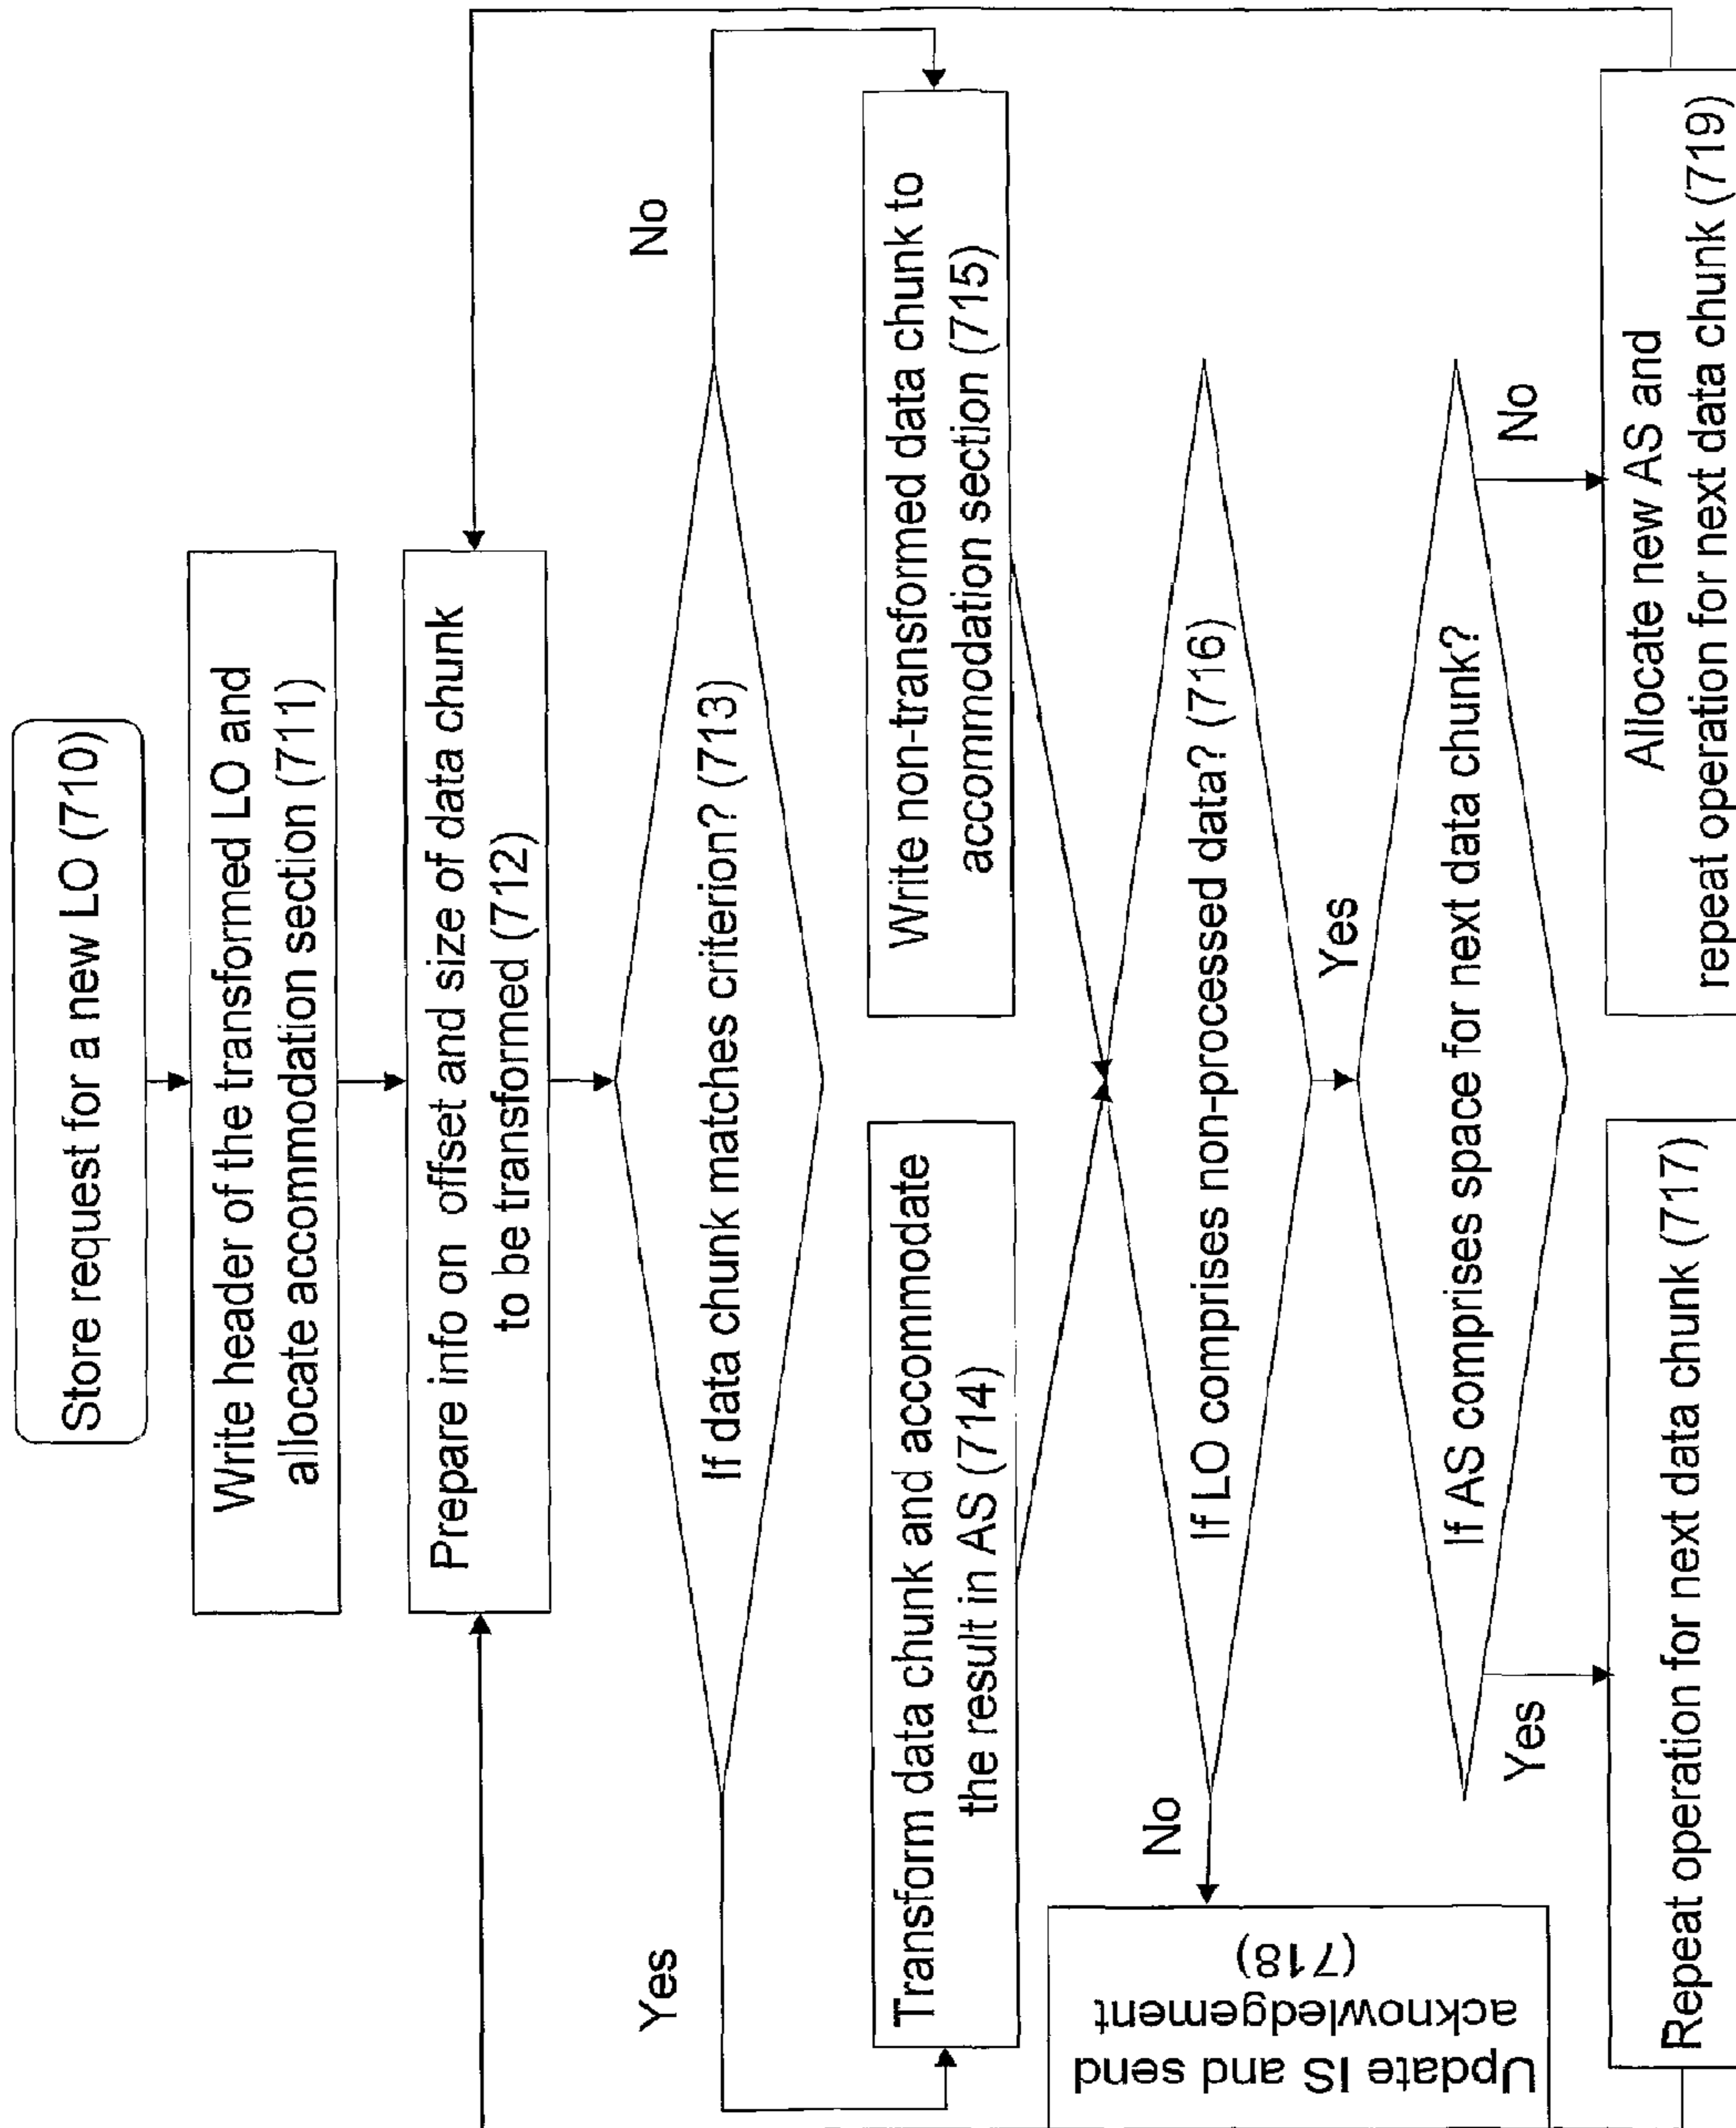 Store request for a new LO (710)
Write header of the transformed LO and
allocate accommodation section (711)
Prepare info on offset and size of data chunk
to be transformed (712)
If data chunk matches criterion? (713)
Yes
No
Transform data chunk and accommodate
the result in AS (714)
Write non-transformed data chunk to
accommodation section (715)
If LO comprises non-processed data? (716)
No
Yes
Update IS and send
acknowledgement
(718)
If AS comprises space for next data chunk?
Yes
No
Repeat operation for next data chunk (717)
Allocate new AS and
repeat operation for next data chunk (719)